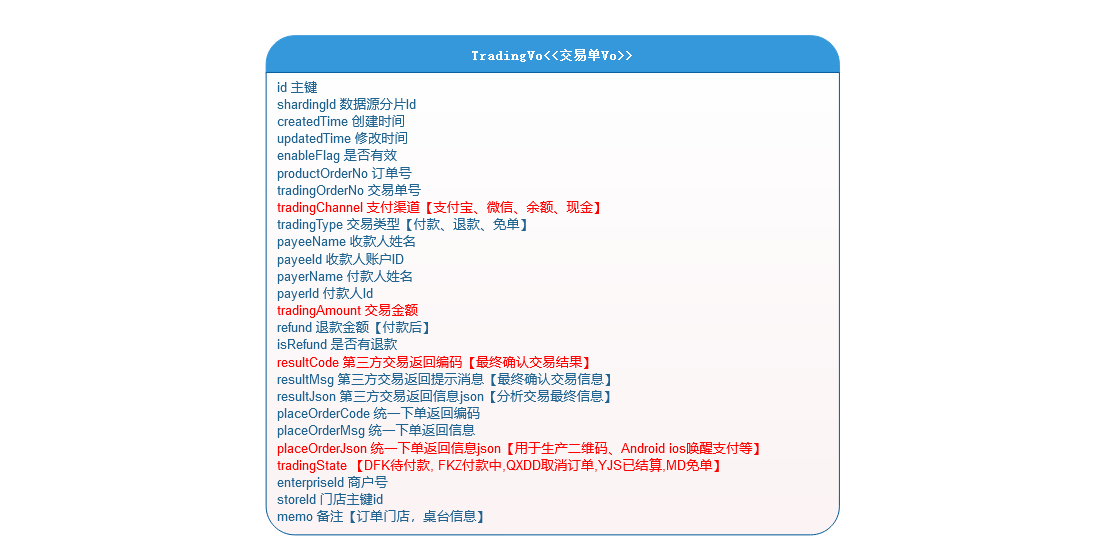 TradingVo<<交易单Vo>>
id 主键
shardingId 数据源分片Id
createdTime 创建时间
updatedTime 修改时间
enableFlag 是否有效
productOrderNo 订单号
tradingOrderNo 交易单号
tradingChannel 支付渠道【支付宝、微信、余额、现金】
tradingType 交易类型【付款、退款、免单】
payeeName 收款人姓名
payeeId 收款人账户ID
payerName 付款人姓名
payerId 付款人Id
tradingAmount 交易金额
refund 退款金额【付款后】
isRefund 是否有退款
resultCode 第三方交易返回编码【最终确认交易结果】
resultMsg 第三方交易返回提示消息【最终确认交易信息】
resultJson 第三方交易返回信息json【分析交易最终信息】
placeOrderCode 统一下单返回编码
placeOrderMsg 统一下单返回信息
placeOrderJson 统一下单返回信息json【用于生产二维码、Android ios唤醒支付等】
tradingState 【DFK待付款, FKZ付款中,QXDD取消订单,YJS已结算,MD免单】
enterpriseId 商户号
storeId 门店主键id
memo 备注【订单门店，桌台信息】